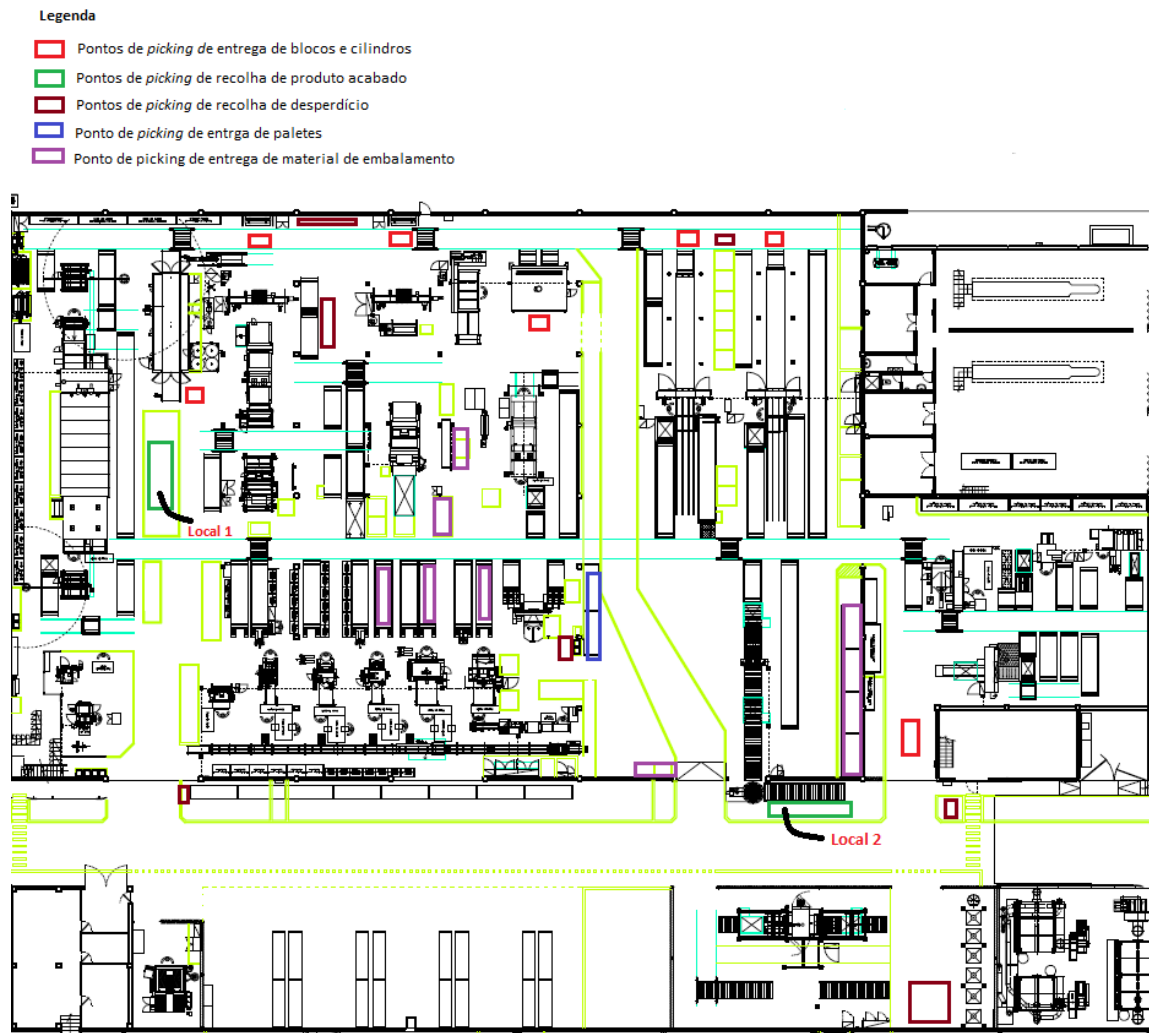 Legenda
Pontos de picking de entrega de blocos e cilindros
Pontos de picking de recolha de produto acabado
Pontos de picking de recolha de desperdício
Ponto de picking de entrga de paletes
Ponto de picking de entrega de material de embalamento
Local 1
Local 2